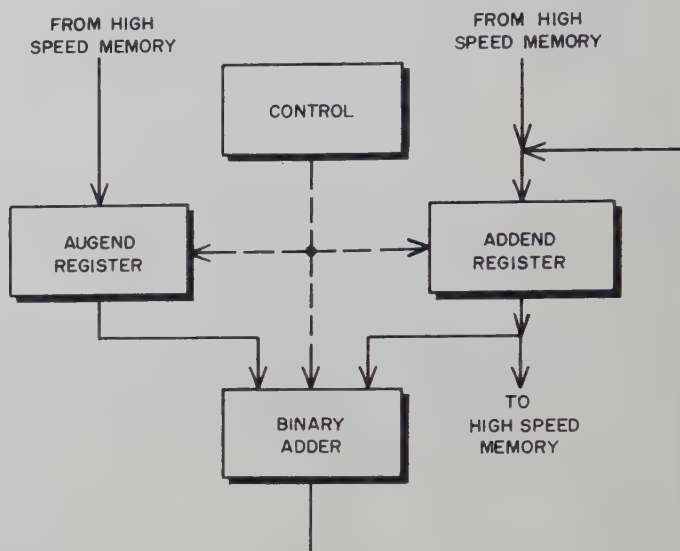 FROM HIGH
SPEED MEMORY
FROM HIGH
SPEED MEMORY
CONTROL
AUGEND
REGISTER
ADDEND
REGISTER
BINARY
ADDER
TO
HIGH SPEED
MEMORY